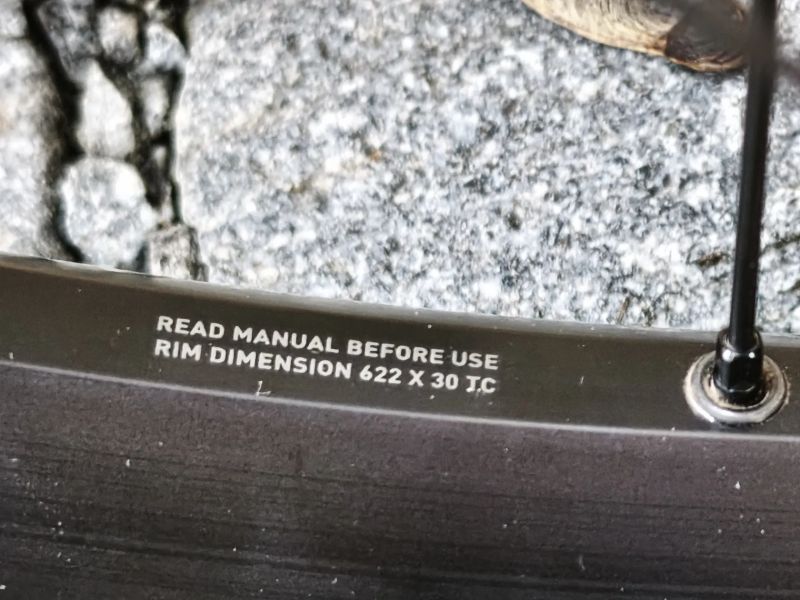 READ MANUAL BEFORE USE
RIM DIMENSION 622 X 30 TC